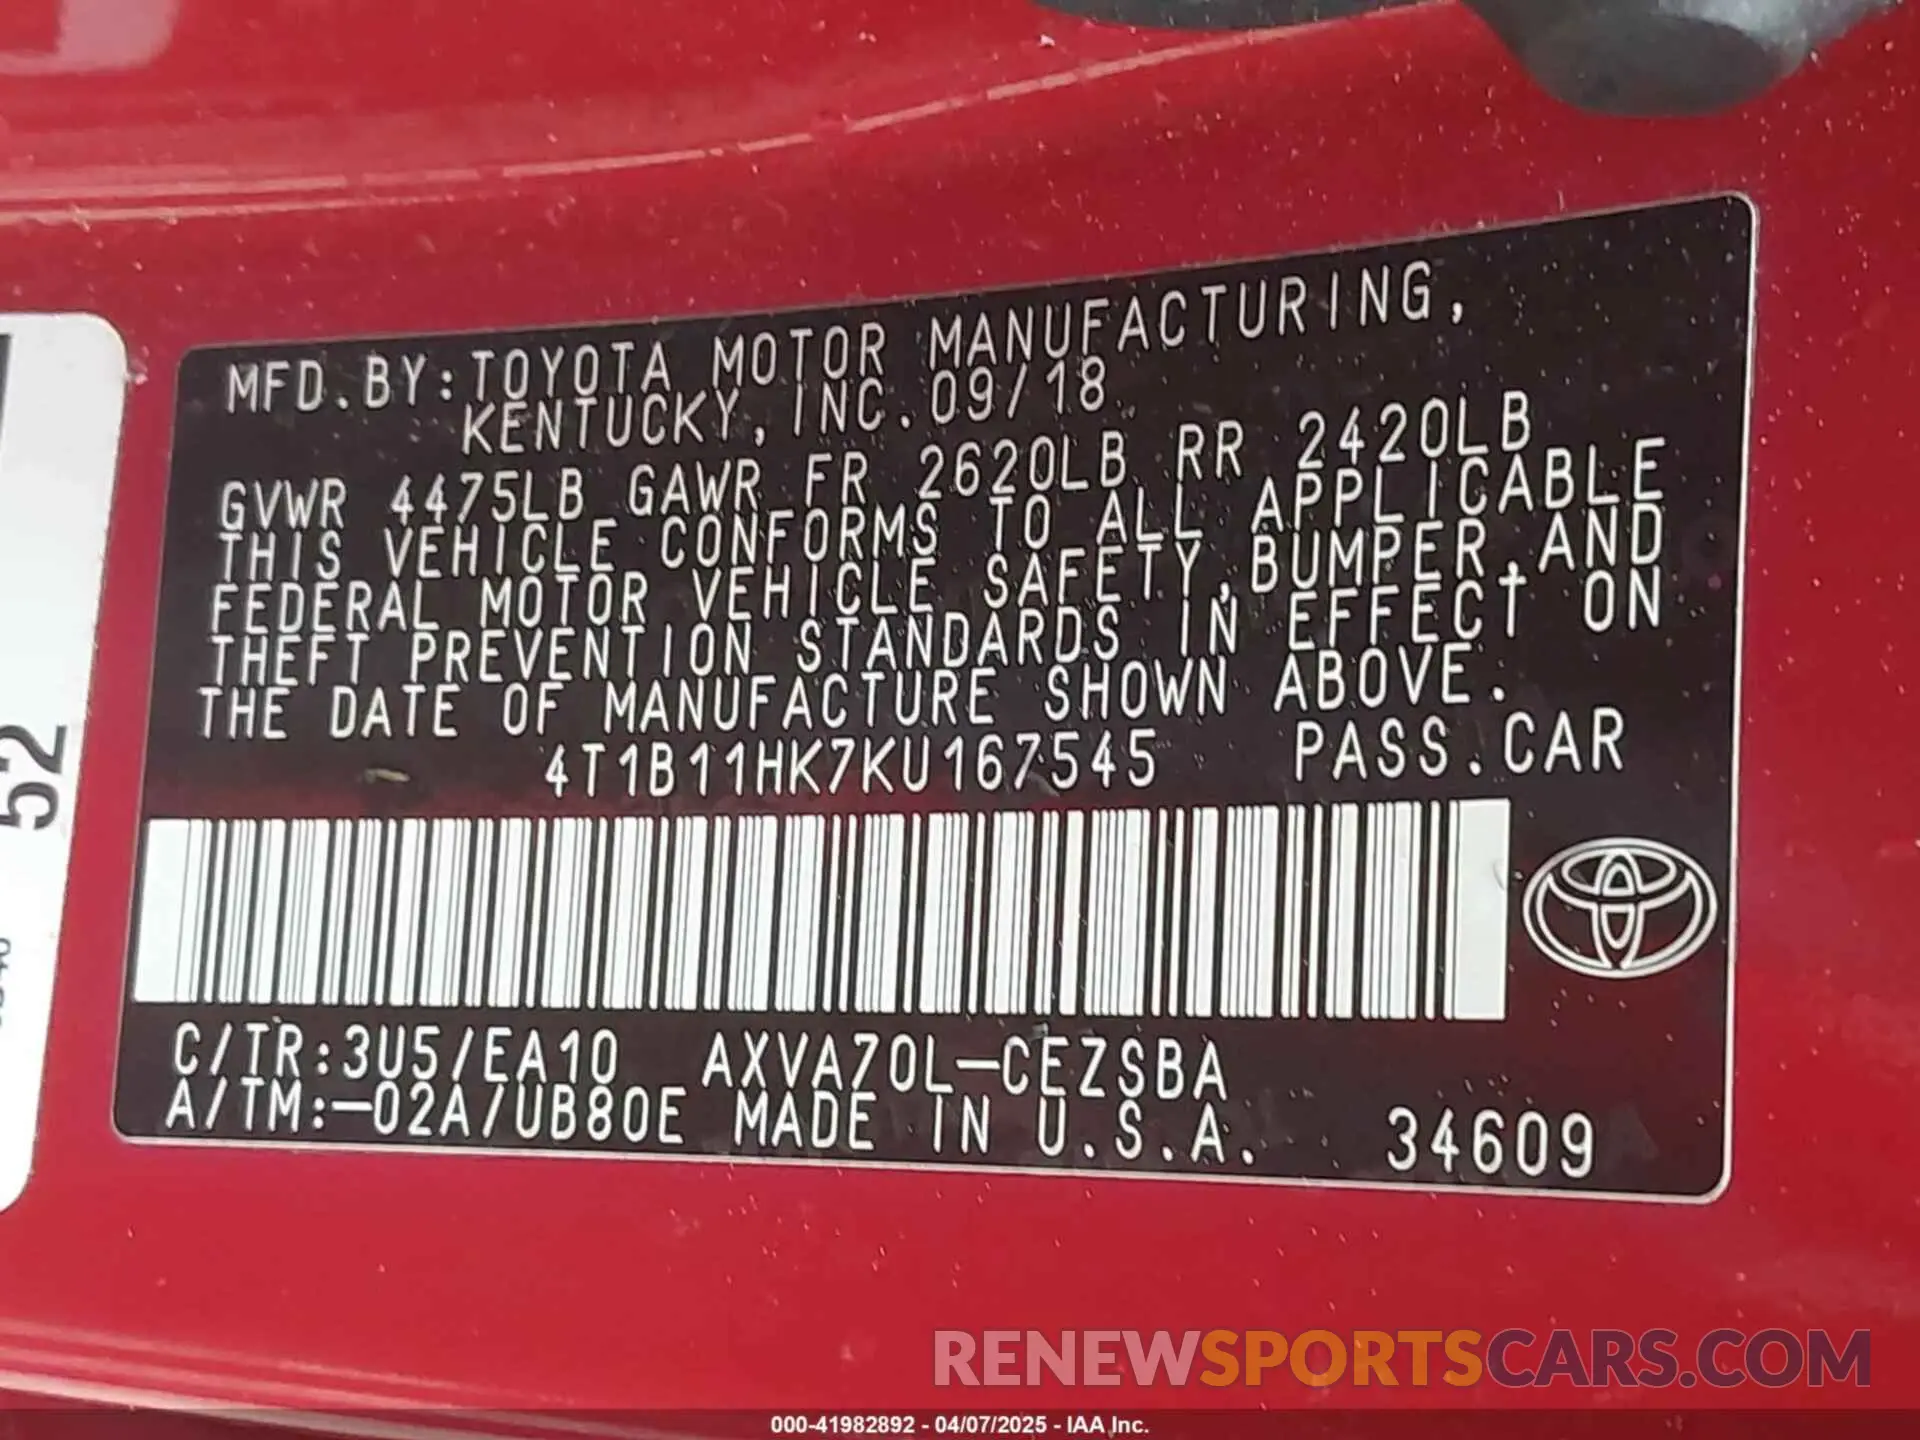 MFD.BY:TOYOTA MOTOR MANUFACTURING,
KENTUCKY, INC.09/18
GVWR 4475LB GAWR FR 2620LB RR 2420LB
THIS VEHICLE CONFORMS TO ALL APPLICABLE
FEDERAL MOTOR VEHICLE SAFETY,BUMPER,AND
THEFT PREVENTION STANDARDS IN EFFECT ON
THE DATE OF MANUFACTURE SHOWN ABOVE.
4T1B11HK7KU167545 PASS.CAR
C/TR:3U5/EA10 AXVA70L-CEZSBA
A/TM:-02A/UB80E MADE IN U.S.A. 34609
52
RENEWSPORTSCARS.COM
000-41982892 - 04/07/2025 - IAA Inc.